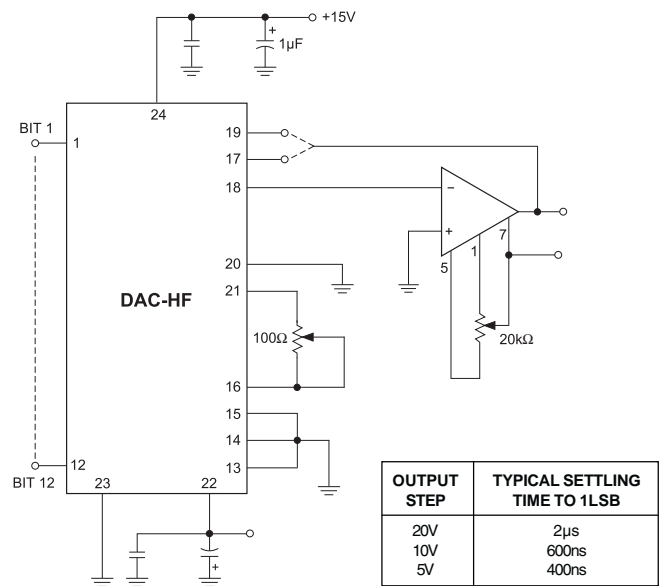 +15V
+
1µF
24
BIT 1
1
19
17
18
−
+
7
1
5
20
21
DAC-HF
100Ω
20kΩ
16
15
14
13
12
BIT 12
23
22
+
OUTPUT STEP
TYPICAL SETTLING TIME TO 1LSB
20V 2µs
10V 600ns
5V 400ns